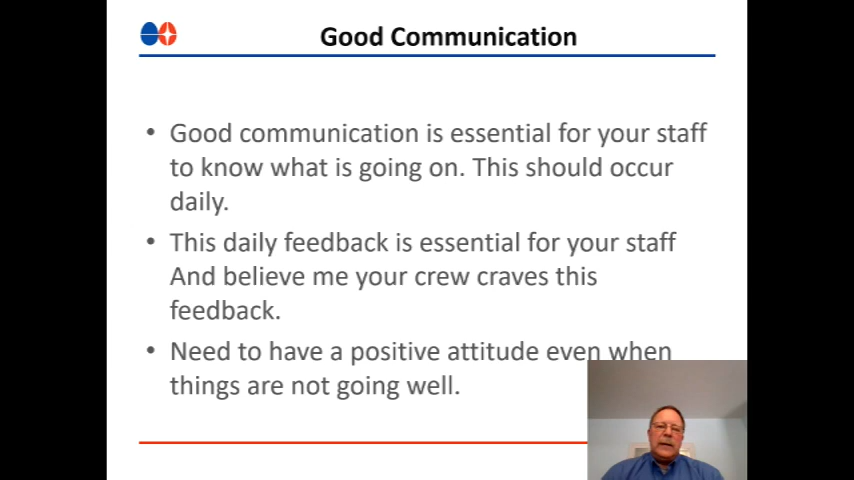 Good Communication
• Good communication is essential for your staff
to know what is going on. This should occur
daily.
• This daily feedback is essential for your staff
And believe me your crew craves this
feedback.
• Need to have a positive attitude even when
things are not going well.